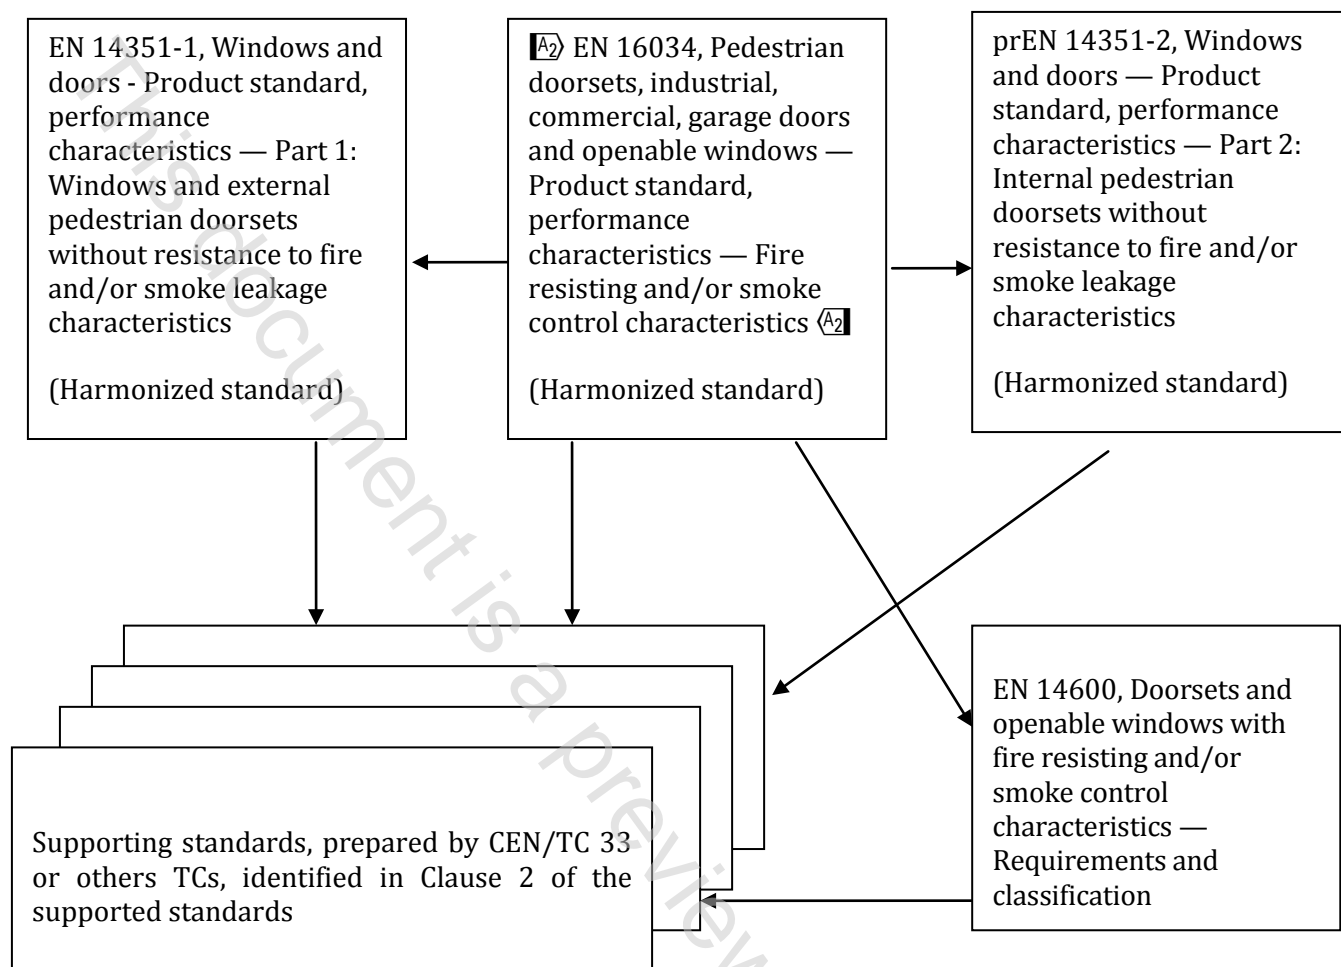 EN 14351-1, Windows and
doors - Product standard,
performance
characteristics — Part 1:
Windows and external
pedestrian doorsets
without resistance to fire
and/or smoke leakage
characteristics
(Harmonized standard)
A2 EN 16034, Pedestrian
doorsets, industrial,
commercial, garage doors
and openable windows —
Product standard,
performance
characteristics — Fire
resisting and/or smoke
control characteristics A2
(Harmonized standard)
prEN 14351-2, Windows
and doors — Product
standard, performance
characteristics — Part 2:
Internal pedestrian
doorsets without
resistance to fire and/or
smoke leakage
characteristics
(Harmonized standard)
Supporting standards, prepared by CEN/TC 33
or others TCs, identified in Clause 2 of the
supported standards
EN 14600, Doorsets and
openable windows with
fire resisting and/or
smoke control
characteristics —
Requirements and
classification
This document is a preview